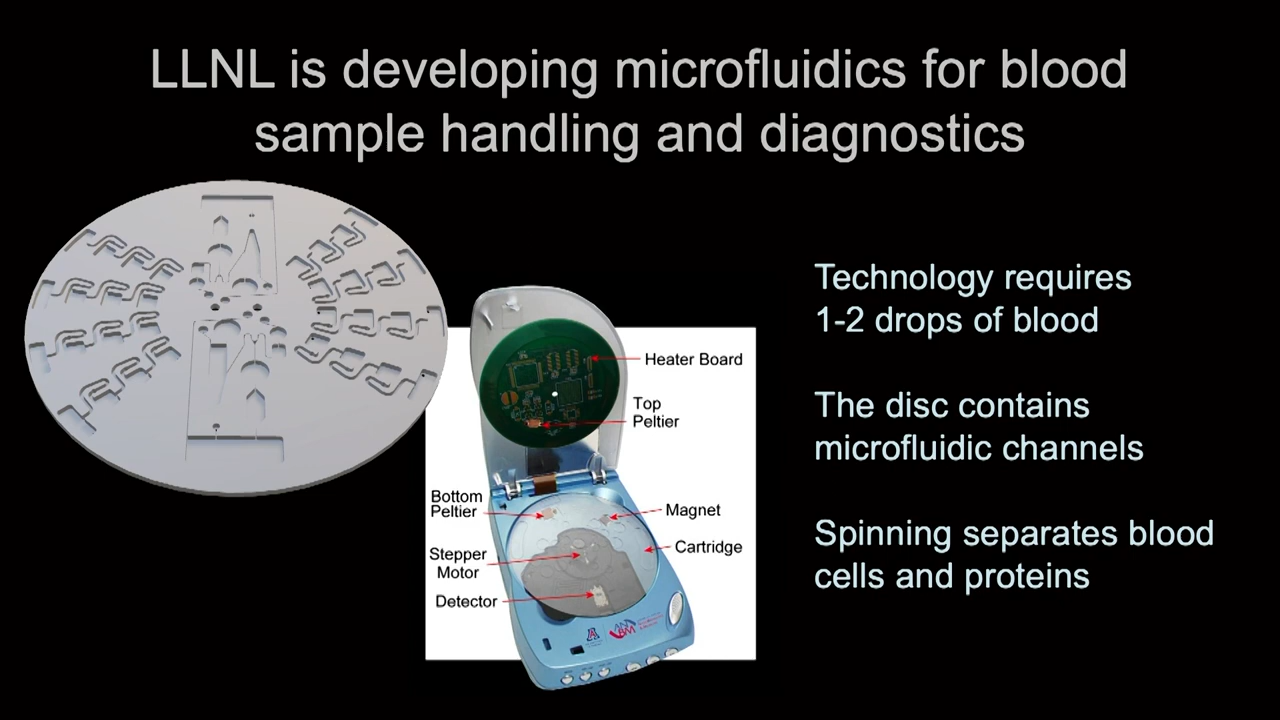 LLNL is developing microfluidics for blood
sample handling and diagnostics
Technology requires
1-2 drops of blood
The disc contains
microfluidic channels
Spinning separates blood
cells and proteins
Heater Board
Top
Peltier
Bottom
Peltier
Magnet
Stepper
Motor
Cartridge
Detector